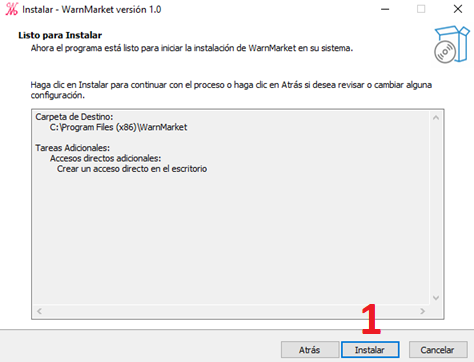 Instalar - WarnMarket versión 1.0
Listo para Instalar
Ahora el programa está listo para iniciar la instalación de WarnMarket en su sistema.
Haga clic en Instalar para continuar con el proceso o haga clic en Atrás si desea revisar o cambiar alguna
configuración.
Carpeta de Destino:
C:\Program Files (x86)\WarnMarket
Tareas Adicionales:
Accesos directos adicionales:
Crear un acceso directo en el escritorio
1
Atrás Instalar Cancelar